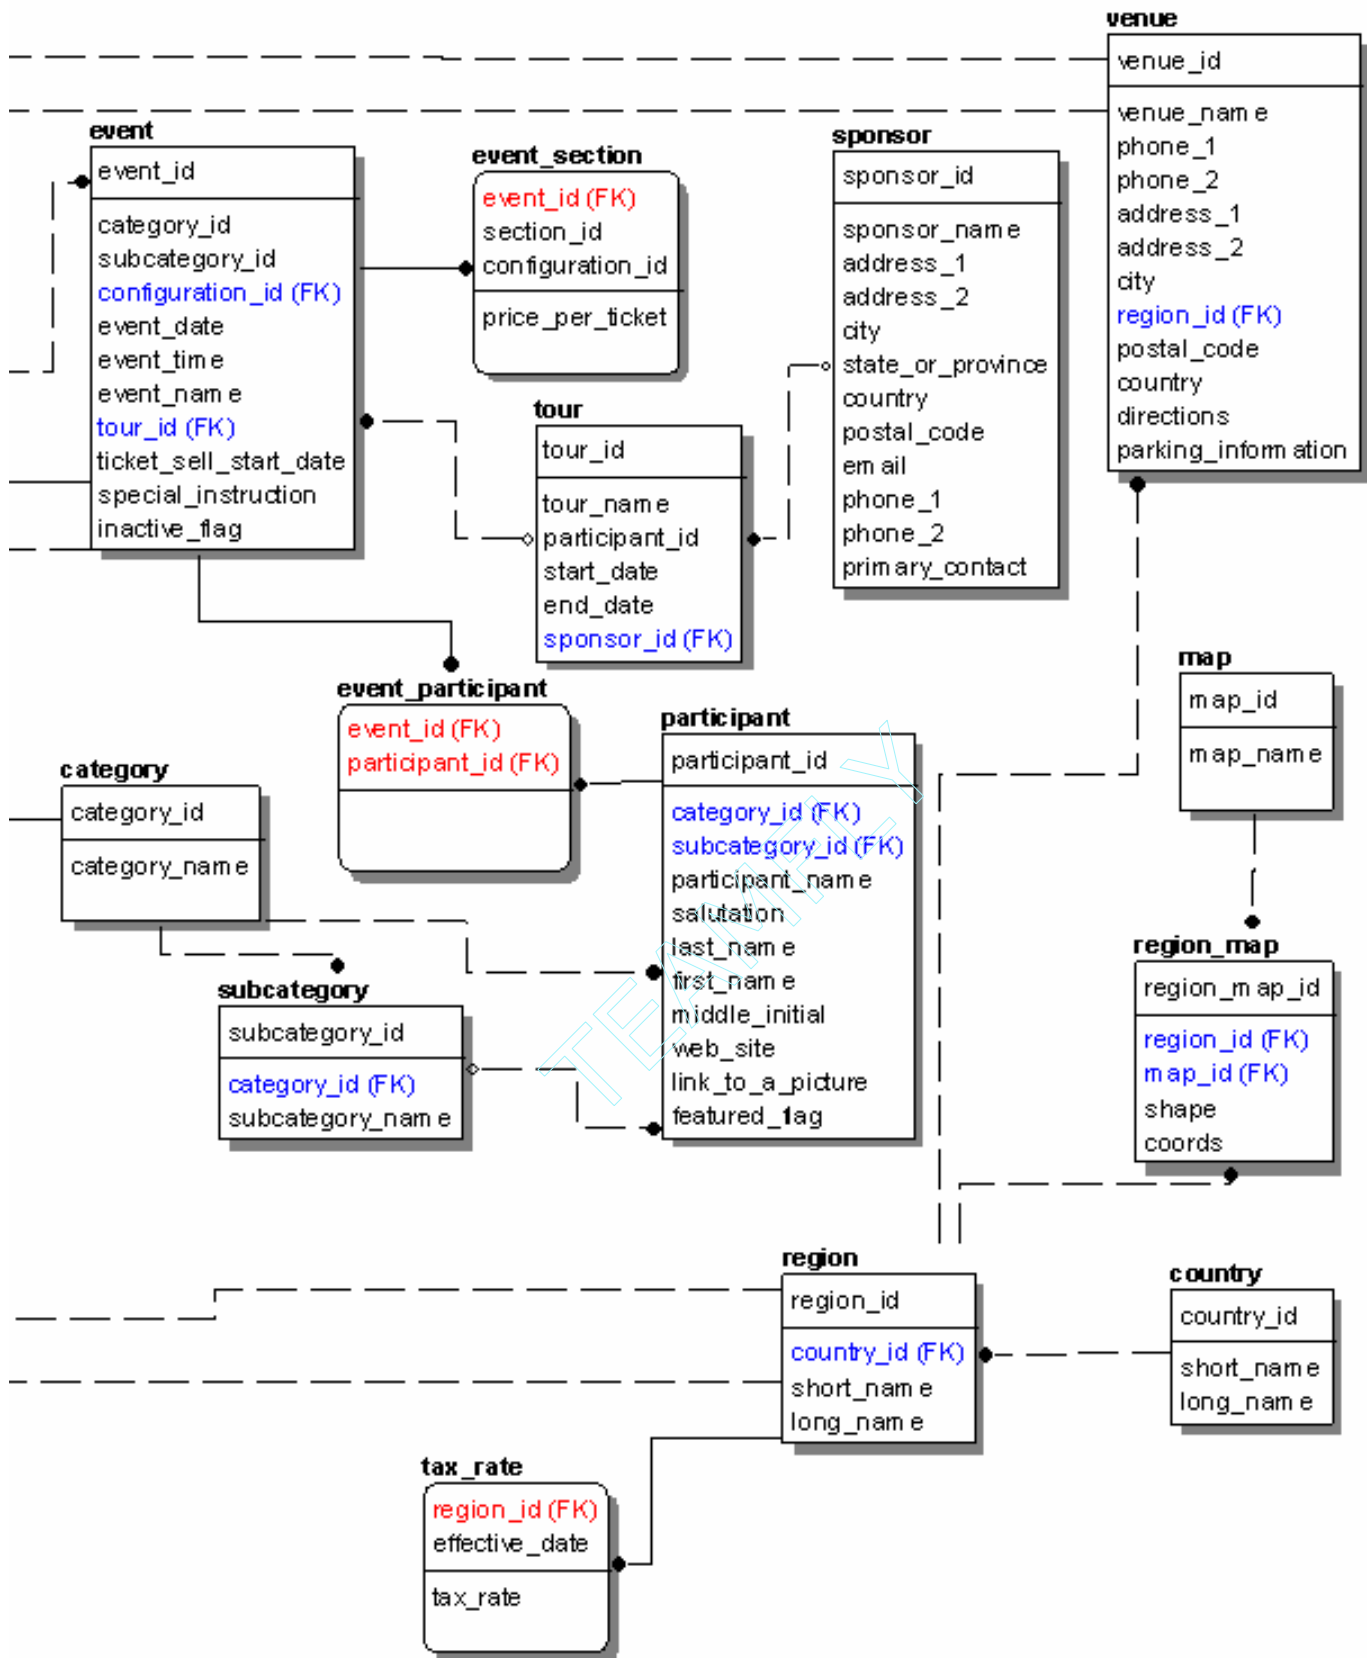 venue
venue_id
venue_name
phone_1
phone_2
address_1
address_2
city
region_id (FK)
postal_code
country
directions
parking_information
event
event_id
category_id
subcategory_id
configuration_id (FK)
event_date
event_time
event_name
tour_id (FK)
ticket_sell_start_date
special_instruction
inactive_flag
event_section
event_id (FK)
section_id
configuration_id
price_per_ticket
sponsor
sponsor_id
sponsor_name
address_1
address_2
city
state_or_province
country
postal_code
email
phone_1
phone_2
primary_contact
tour
tour_id
tour_name
participant_id
start_date
end_date
sponsor_id (FK)
map
map_id
map_name
event_participant
event_id (FK)
participant_id (FK)
participant
participant_id
category_id (FK)
subcategory_id (FK)
participant_name
salutation
last_name
first_name
middle_initial
web_site
link_to_a_picture
featured_flag
TEAMFLY
category
category_id
category_name
subcategory
subcategory_id
category_id (FK)
subcategory_name
region_map
region_map_id
region_id (FK)
map_id (FK)
shape
coords
region
region_id
country_id (FK)
short_name
long_name
country
country_id
short_name
long_name
tax_rate
region_id (FK)
effective_date
tax_rate